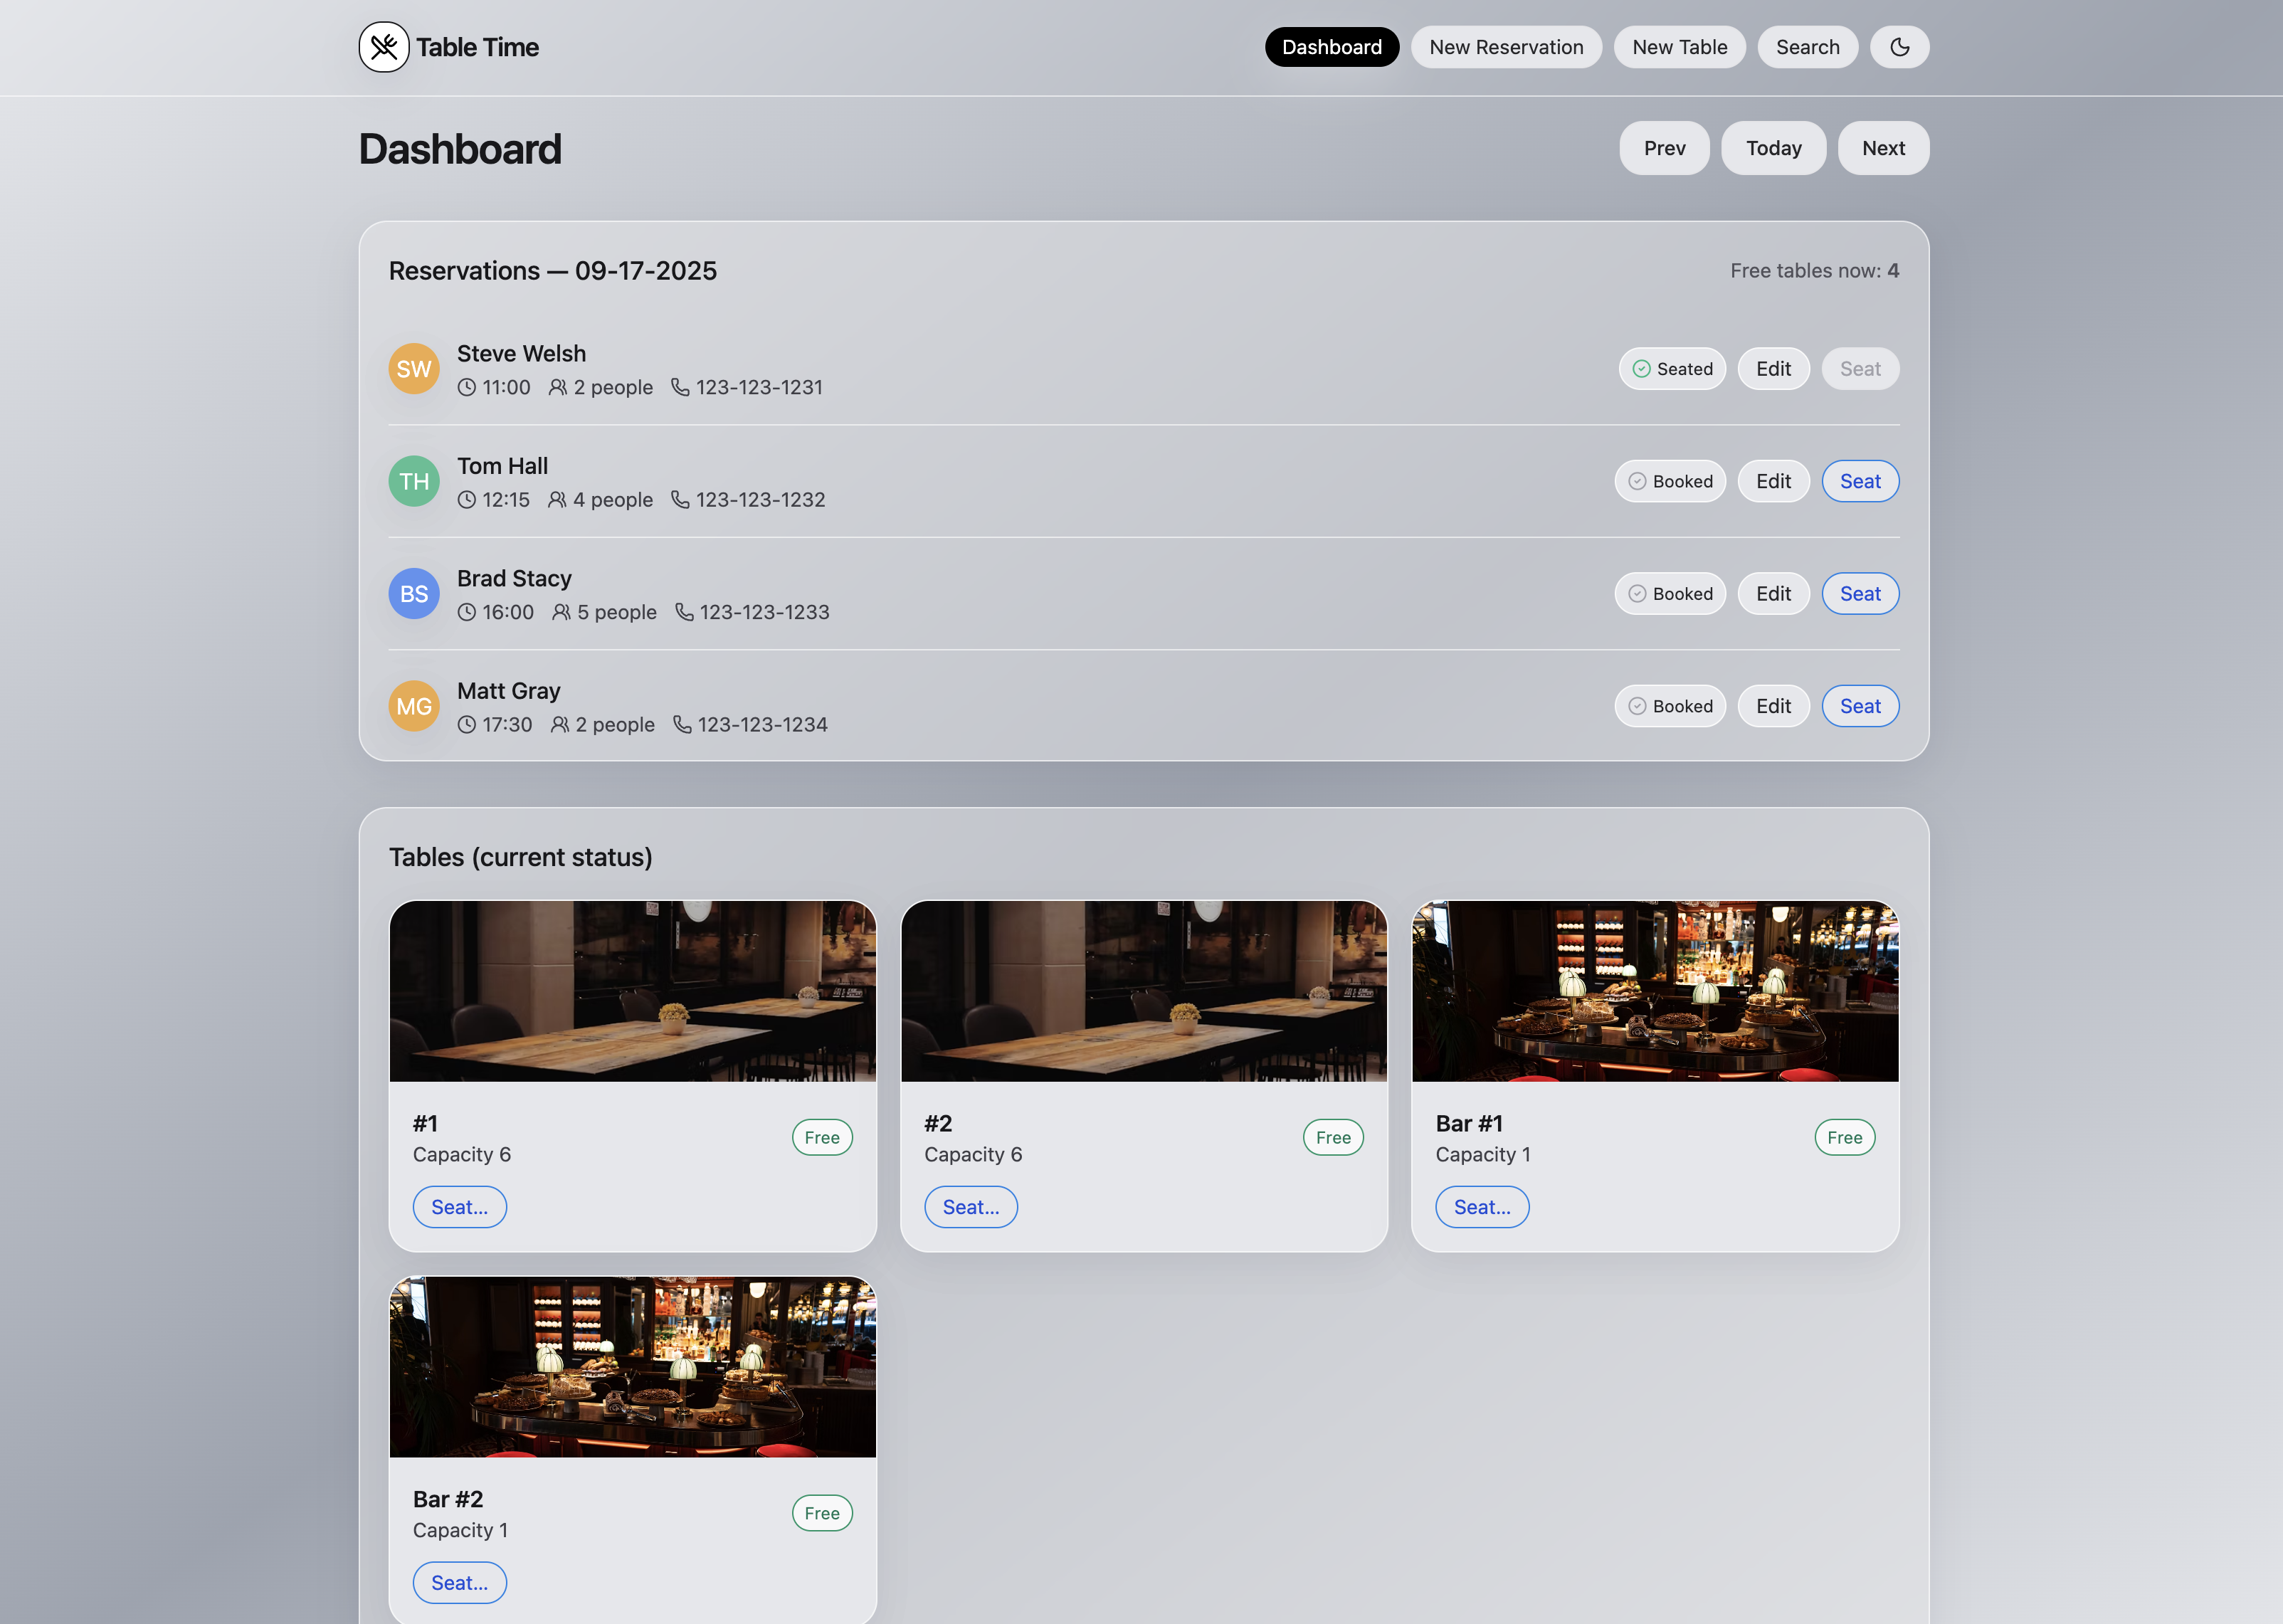 Table Time
Dashboard
New Reservation
New Table
Search
Dashboard
Prev
Today
Next
Reservations — 09-17-2025
Free tables now: 4
SW
Steve Welsh
11:00 2 people 123-123-1231
Seated
Edit
Seat
TH
Tom Hall
12:15 4 people 123-123-1232
Booked
Edit
Seat
BS
Brad Stacy
16:00 5 people 123-123-1233
Booked
Edit
Seat
MG
Matt Gray
17:30 2 people 123-123-1234
Booked
Edit
Seat
Tables (current status)
#1
Capacity 6
Free
Seat...
#2
Capacity 6
Free
Seat...
Bar #1
Capacity 1
Free
Seat...
Bar #2
Capacity 1
Free
Seat...